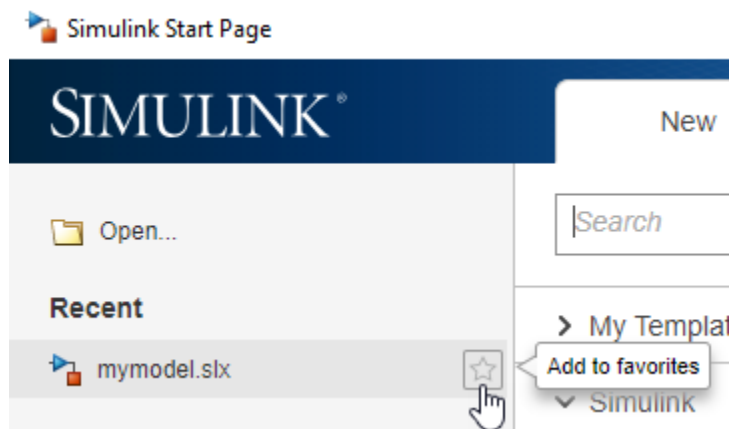 Simulink Start Page
SIMULINK®
New
Open...
Search
Recent
My Templat
mymodel.slx
Add to favorites
Simulink